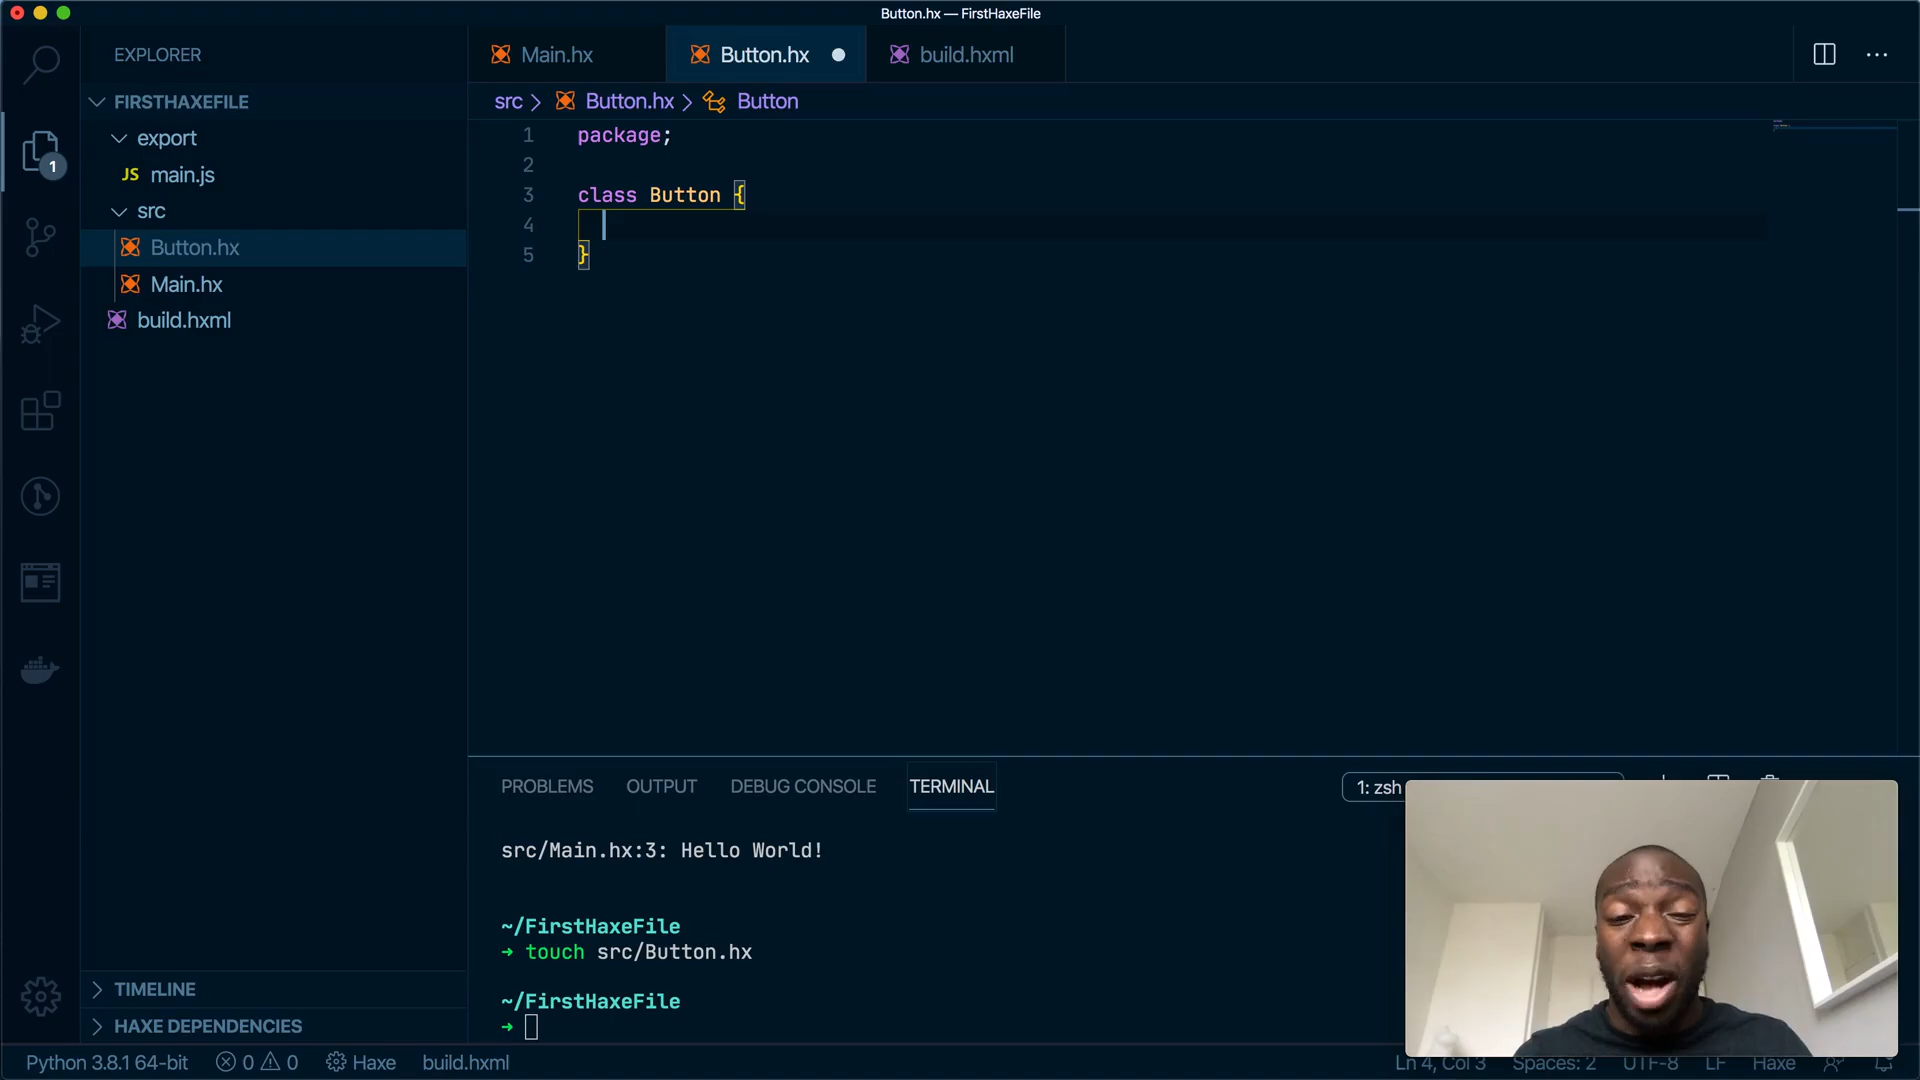 Button.hx — FirstHaxeFile
EXPLORER
FIRSTHAXEFILE
export
JS main.js
src
Button.hx
Main.hx
build.hxml
TIMELINE
HAXE DEPENDENCIES
1
Main.hx
Button.hx
build.hxml
src > Button.hx > Button
1 package;
2
3 class Button {
4
5 }
PROBLEMS OUTPUT DEBUG CONSOLE TERMINAL 1: zsh
src/Main.hx:3: Hello World!
~/FirstHaxeFile
➜ touch src/Button.hx
~/FirstHaxeFile
➜
Python 3.8.1 64-bit 0 0 Haxe build.hxml Ln 4, Col 3 Spaces: 2 UTF-8 LF Haxe